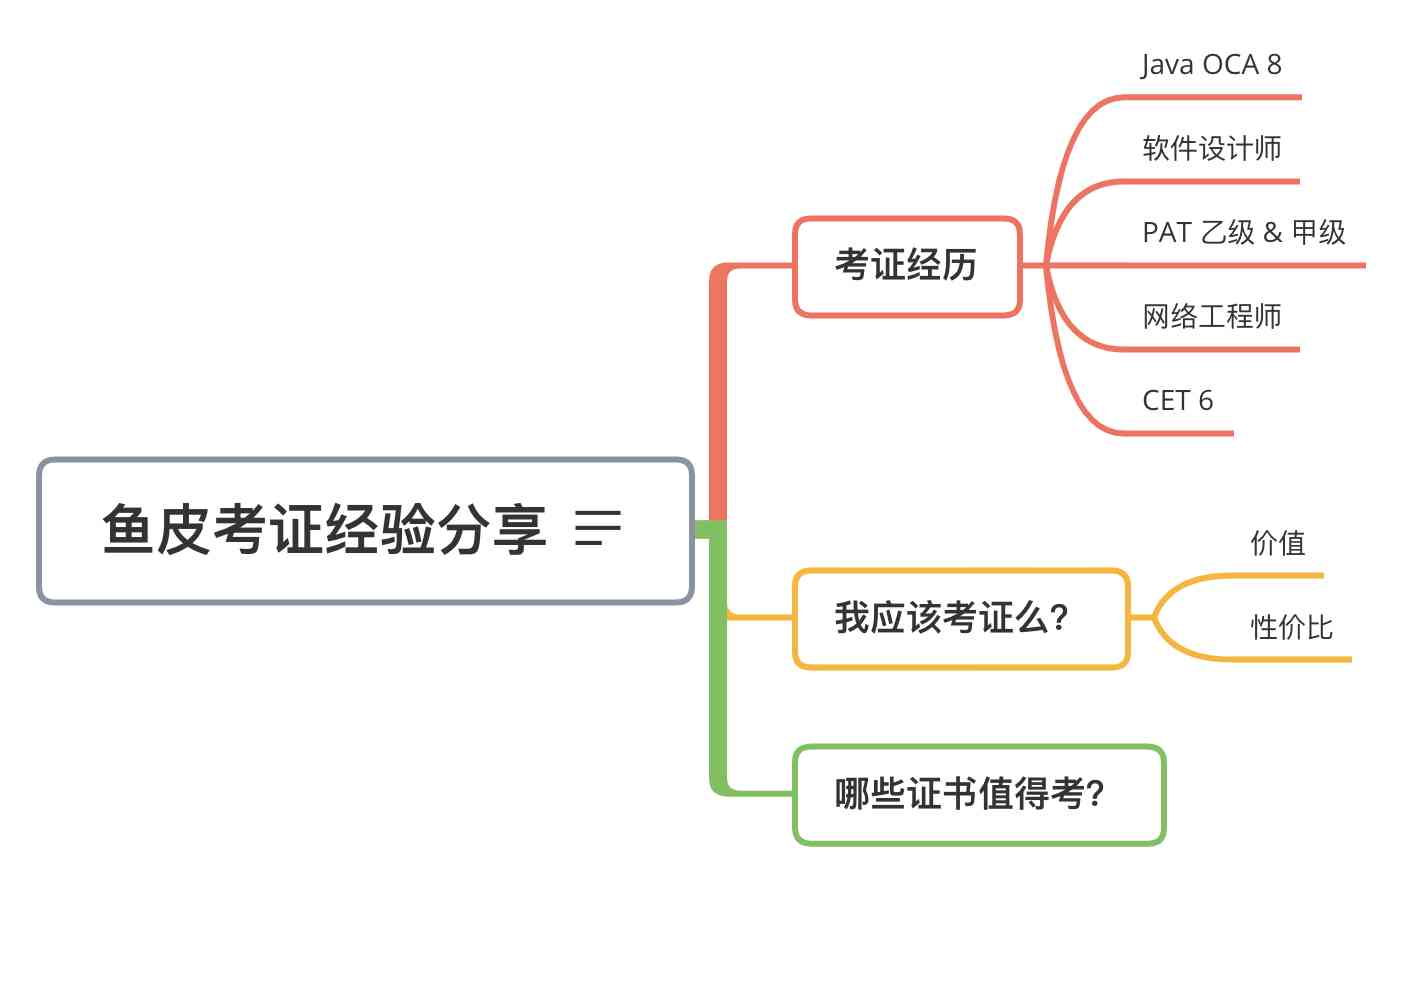 鱼皮考证经验分享
考证经历
Java OCA 8
软件设计师
PAT 乙级 & 甲级
网络工程师
CET 6
我应该考证么?
价值
性价比
哪些证书值得考?